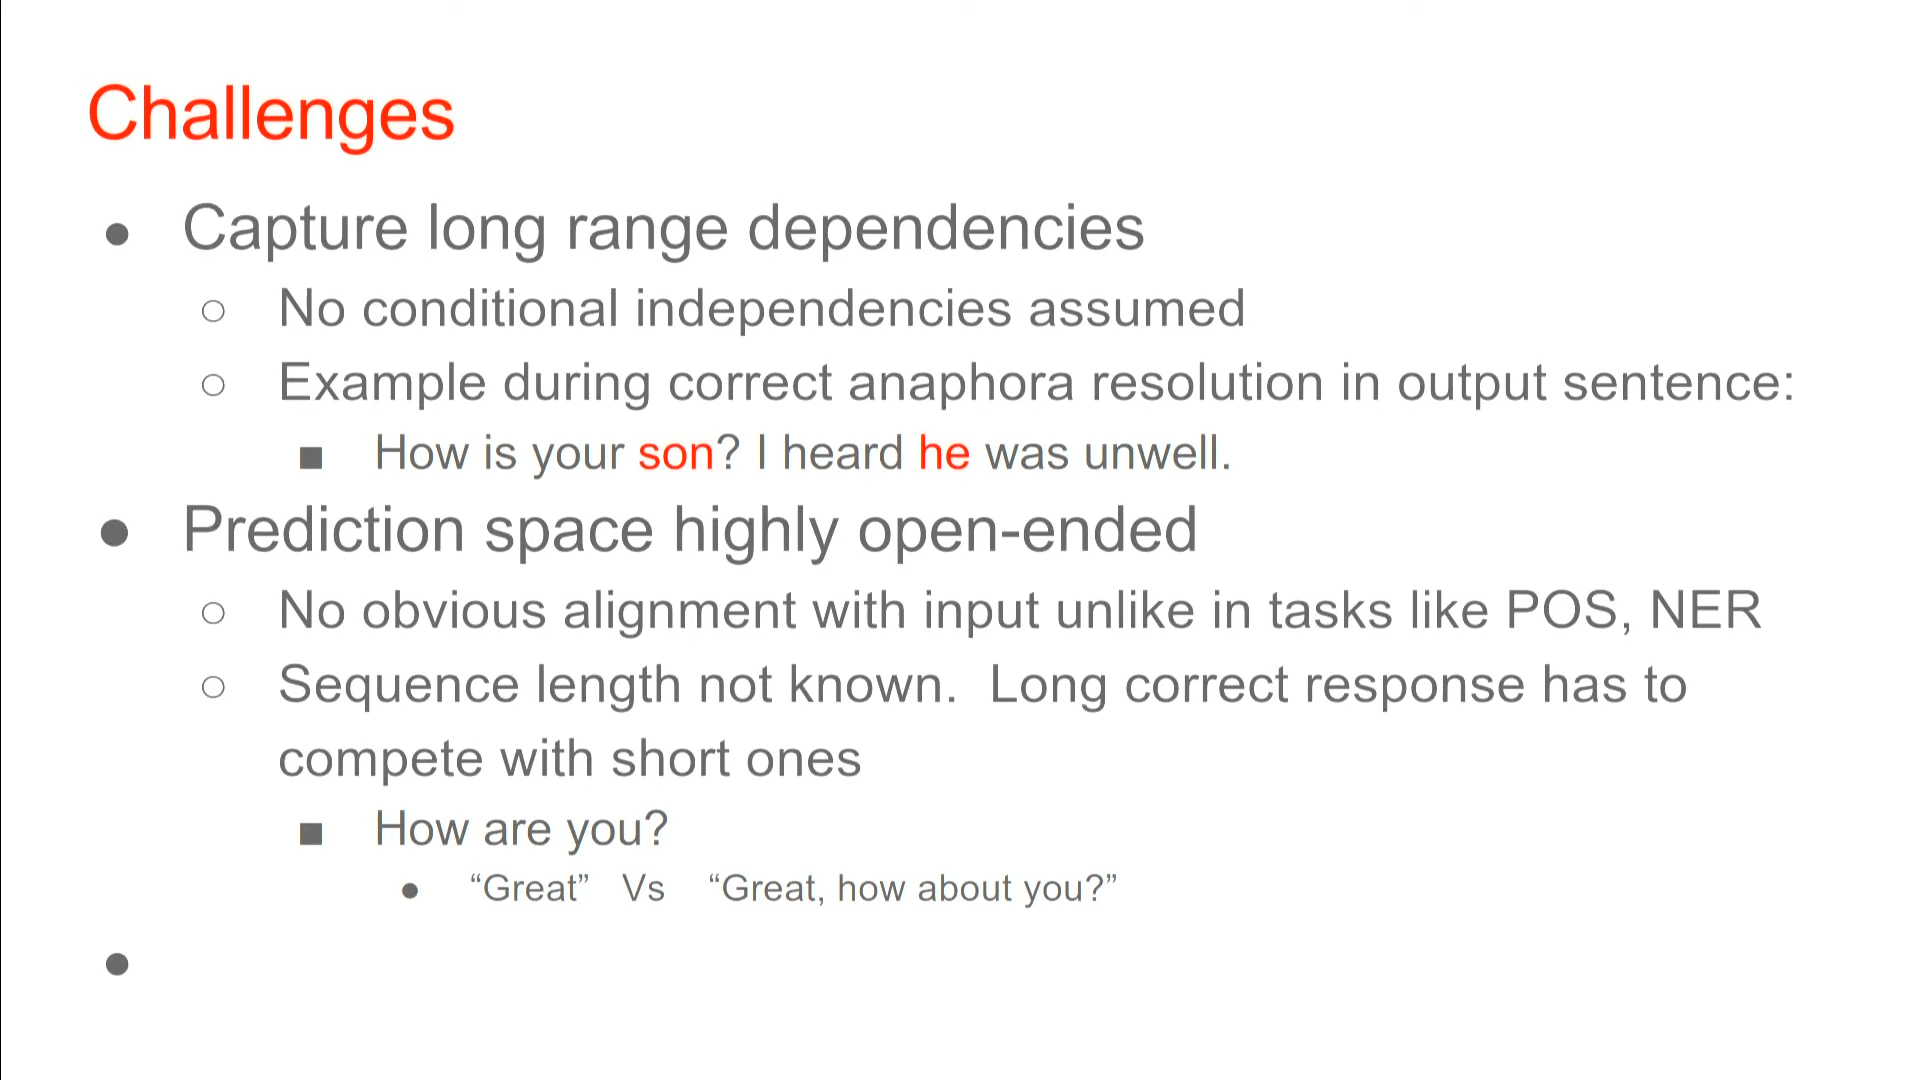 Challenges
● Capture long range dependencies
○ No conditional independencies assumed
○ Example during correct anaphora resolution in output sentence:
■ How is your son? I heard he was unwell.
● Prediction space highly open-ended
○ No obvious alignment with input unlike in tasks like POS, NER
○ Sequence length not known.  Long correct response has to
compete with short ones
■ How are you?
● “Great”   Vs   “Great, how about you?”
●